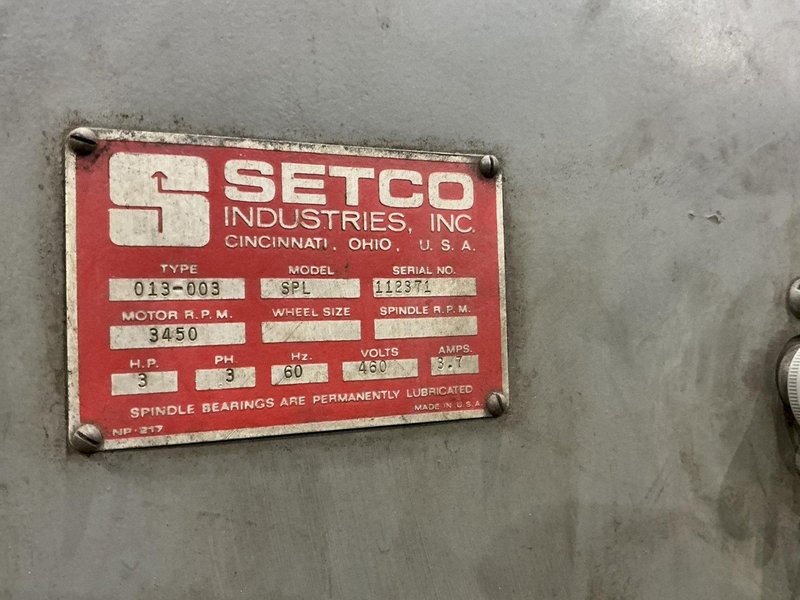 SETCO
INDUSTRIES, INC.
CINCINNATI, OHIO, U.S.A.
TYPE MODEL SERIAL NO.
013-003 SPL 112371
MOTOR R.P.M. WHEEL SIZE SPINDLE R.P.M.
3450
H.P. PH. Hz. VOLTS AMPS.
3 3 60 460 3.7
SPINDLE BEARINGS ARE PERMANENTLY LUBRICATED
NP-217 MADE IN U.S.A.